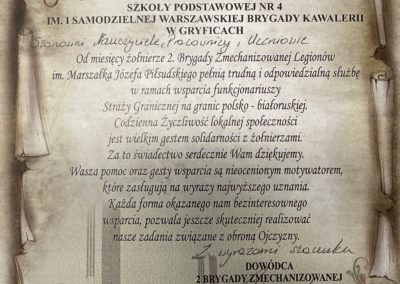 SZKOŁY PODSTAWOWEJ NR 4
IM. I SAMODZIELNEJ WARSZAWSKIEJ BRYGADY KAWALERII
W GRYFICACH
Szanowni Nauczyciele, Pracownicy, Uczniowie
Od miesięcy żołnierze 2. Brygady Zmechanizowanej Legionów
im. Marszałka Józefa Piłsudskiego pełnią trudną i odpowiedzialną służbę
w ramach wsparcia funkcjonariuszy
Straży Granicznej na granic polsko - białoruskiej.
Codzienna Życzliwość lokalnej społeczności
jest wielkim gestem solidarności z żołnierzami.
Za to świadectwo serdecznie Wam dziękujemy.
Wasza pomoc oraz gesty wsparcia są nieocenionym motywatorem,
które zasługują na wyrazy najwyższego uznania.
Każda forma okazanego nam bezinteresownego
wsparcia, pozwala jeszcze skuteczniej realizować
nasze zadania związane z obroną Ojczyzny.
Z wyrazami szacunku
DOWÓDCA
2 BRYGADY ZMECHANIZOWANEJ